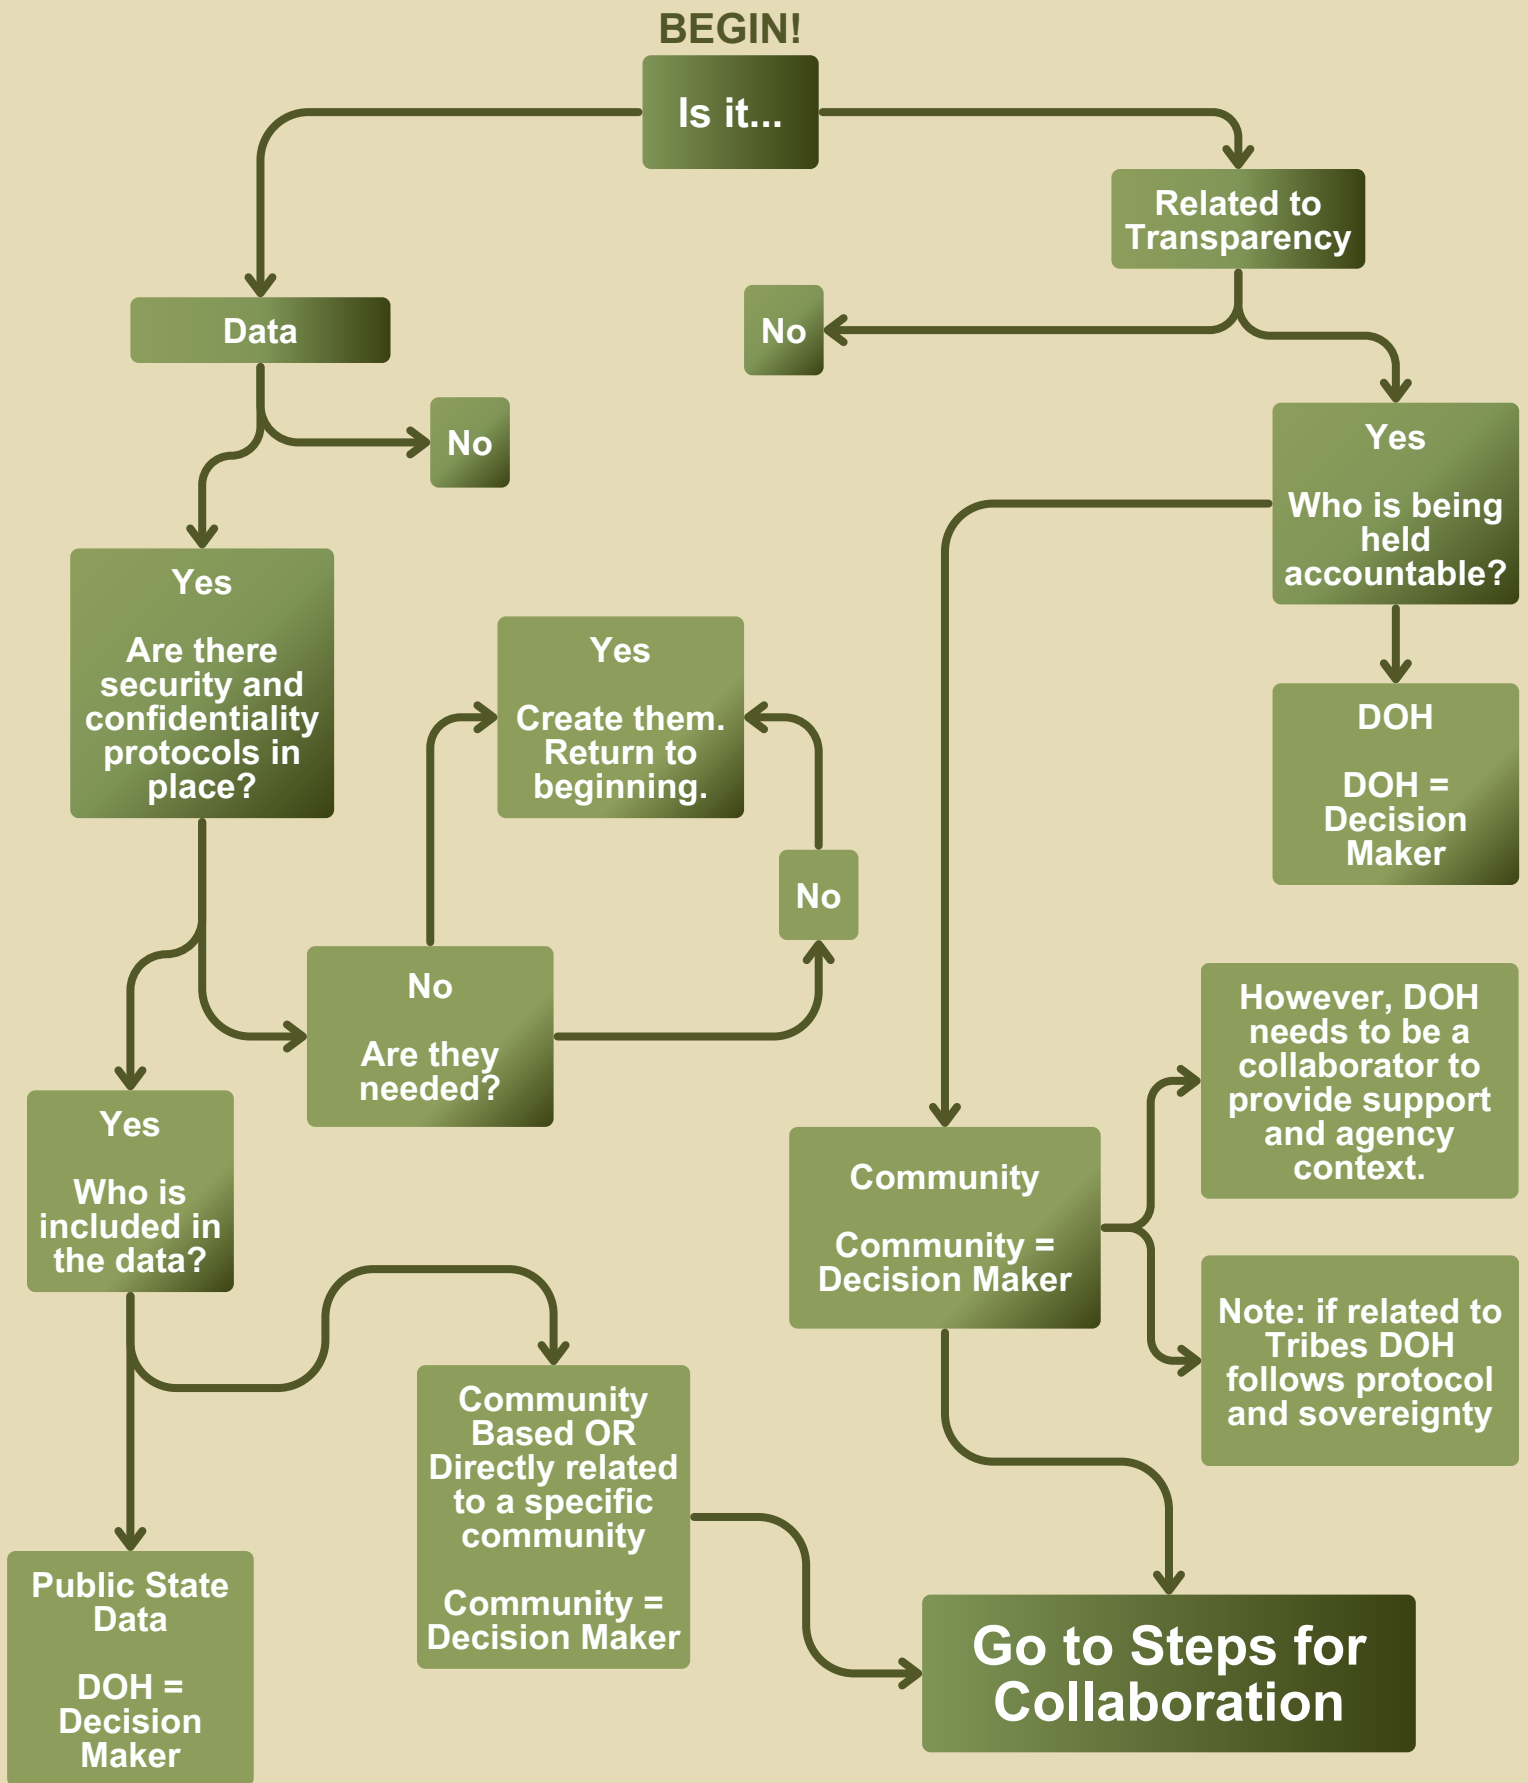 BEGIN!
Is it...
Related to
Transparency
Data
No
No
Yes
Who is being
held
accountable?
Yes
Are there
security and
confidentiality
protocols in
place?
Yes
Create them.
Return to
beginning.
DOH
DOH =
Decision
Maker
No
No
Are they
needed?
However, DOH
needs to be a
collaborator to
provide support
and agency
context.
Yes
Who is
included in
the data?
Community
Community =
Decision Maker
Note: if related to
Tribes DOH
follows protocol
and sovereignty
Community
Based OR
Directly related
to a specific
community
Community =
Decision Maker
Public State
Data
DOH =
Decision
Maker
Go to Steps for
Collaboration